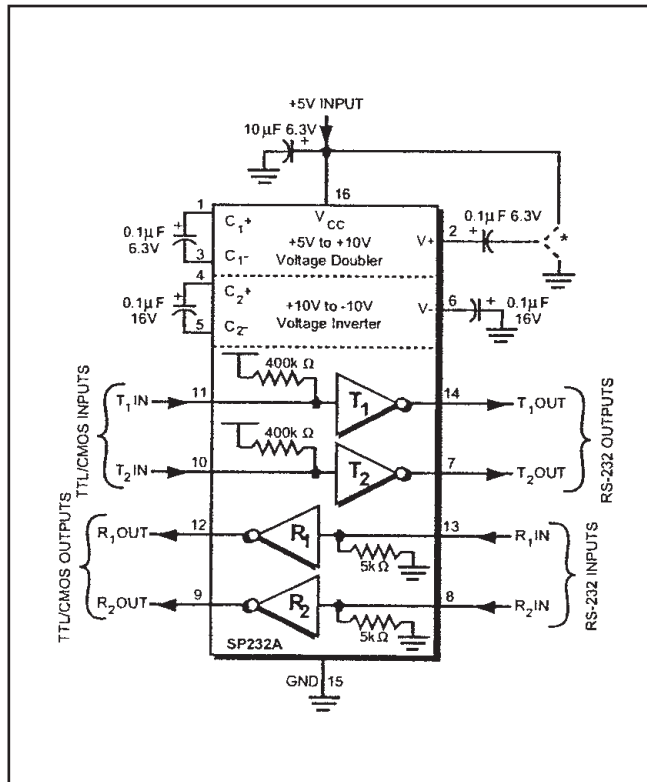 +5V INPUT
10 µF 6.3V
+
16
1
0.1µF
6.3V
+
3
C1+
C1-
VCC
+5V to +10V
Voltage Doubler
V+
2
0.1µF 6.3V
+
*
4
0.1µF
16V
+
5
C2+
C2-
+10V to -10V
Voltage Inverter
V-
6
+
0.1µF
16V
TTL/CMOS INPUTS
T1 IN
11
400k Ω
T1
14
T1OUT
T2 IN
10
400k Ω
T2
7
T2OUT
RS-232 OUTPUTS
TTL/CMOS OUTPUTS
R1OUT
12
R1
5k Ω
13
R1IN
R2OUT
9
R2
5k Ω
8
R2IN
RS-232 INPUTS
SP232A
GND 15